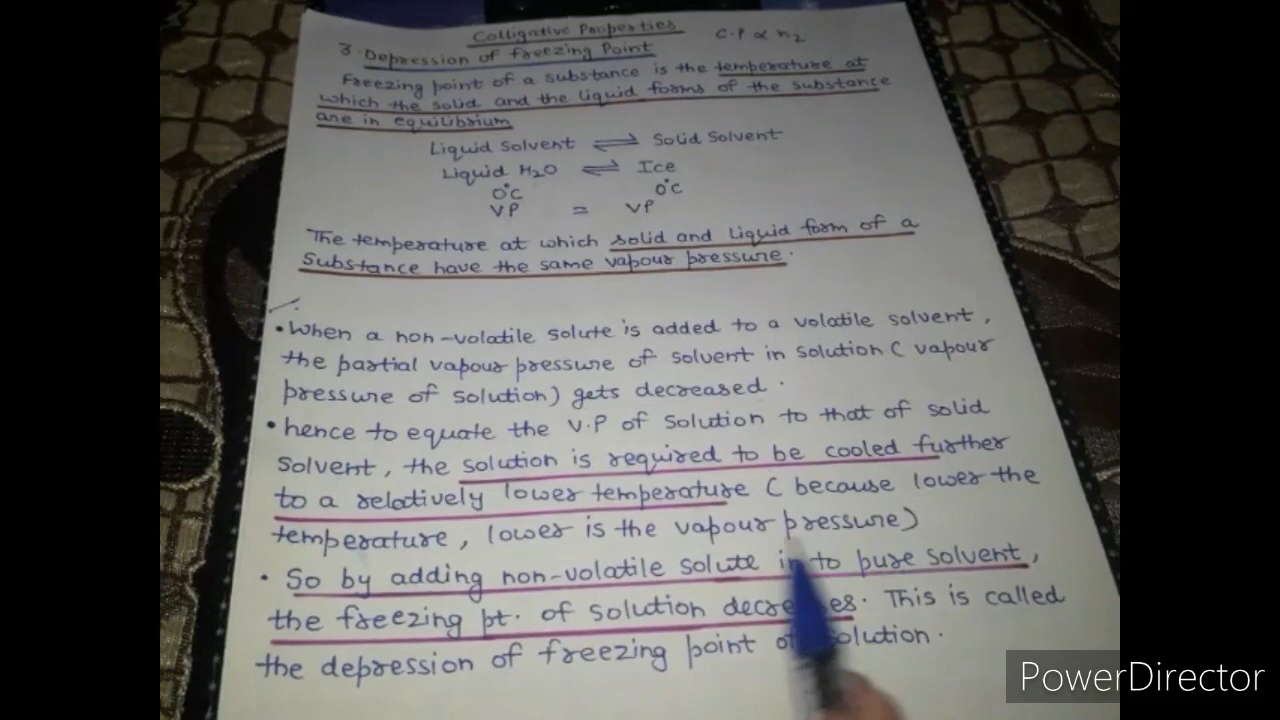 Colligative Properties
C.P ∝ n₂
3. Depression of Freezing Point
Freezing point of a substance is the temperature at
which the solid and the liquid forms of the substance
are in equilibrium
Liquid Solvent ⇌ Solid Solvent
Liquid H₂O ⇌ Ice
0°C 0°C
VP = VP
The temperature at which solid and Liquid form of a
Substance have the same vapour pressure.
• When a non-volatile solute is added to a volatile solvent,
the partial vapour pressure of solvent in solution ( vapour
pressure of solution) gets decreased.
• hence to equate the V.P of solution to that of solid
solvent, the solution is required to be cooled further
to a relatively lower temperature ( because lower the
temperature, lower is the vapour pressure)
• So by adding non-volatile solute in to pure solvent,
the freezing pt. of solution decreases. This is called
the depression of freezing point of solution.
PowerDirector